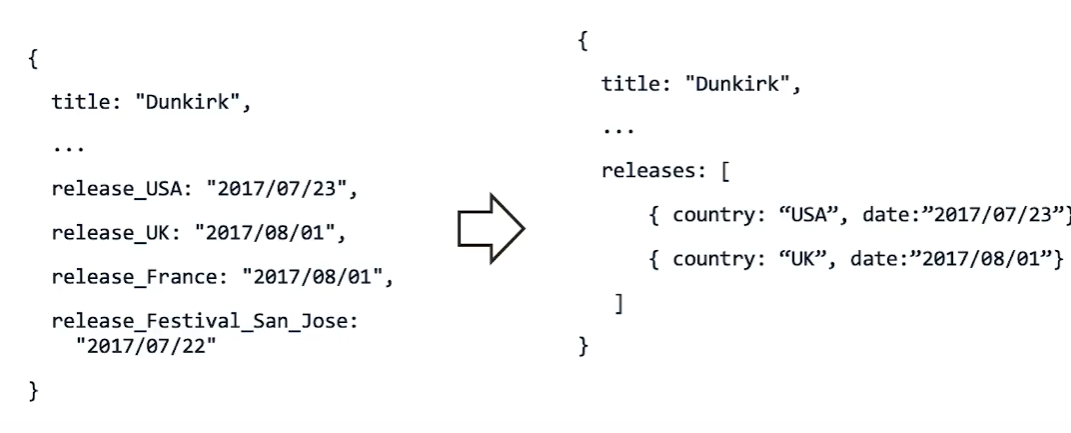 {
title: "Dunkirk",
...
release_USA: "2017/07/23",
release_UK: "2017/08/01",
release_France: "2017/08/01",
release_Festival_San_Jose:
"2017/07/22"
}
{
title: "Dunkirk",
...
releases: [
{ country: “USA”, date:”2017/07/23”}
{ country: “UK”, date:”2017/08/01”}
]
}